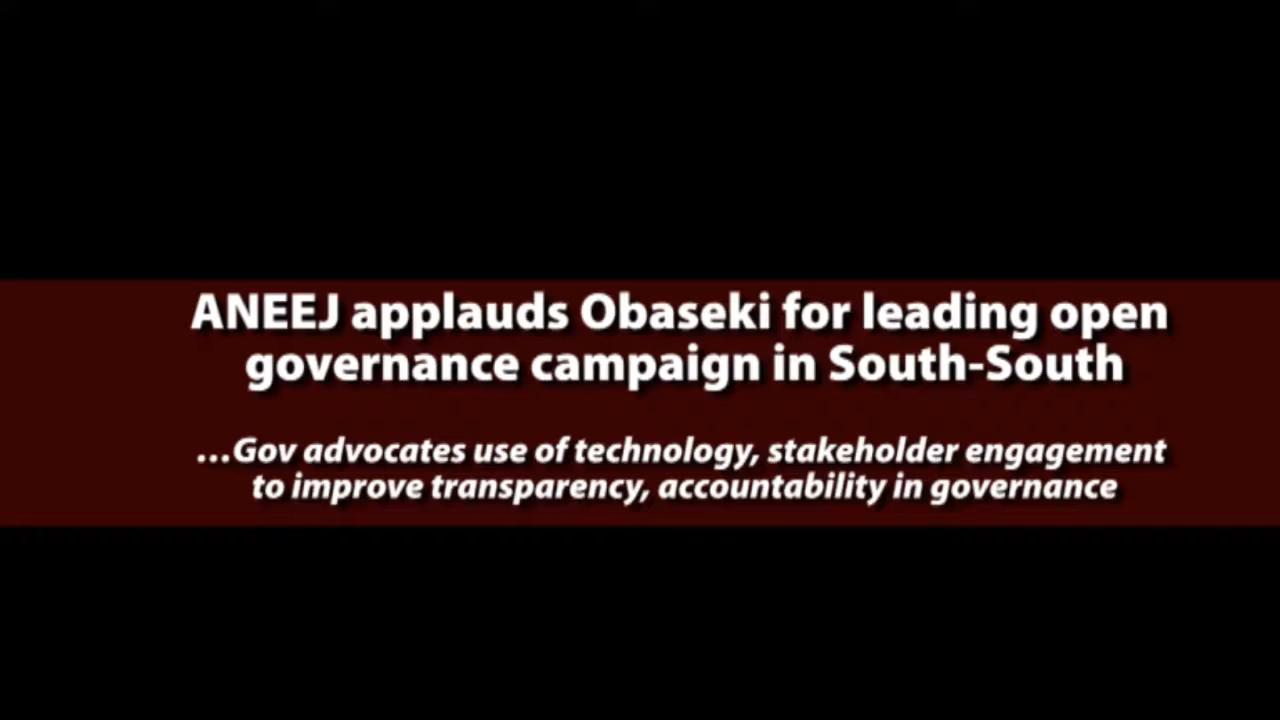 ANEEJ applauds Obaseki for leading open
governance campaign in South-South
...Gov advocates use of technology, stakeholder engagement
to improve transparency, accountability in governance